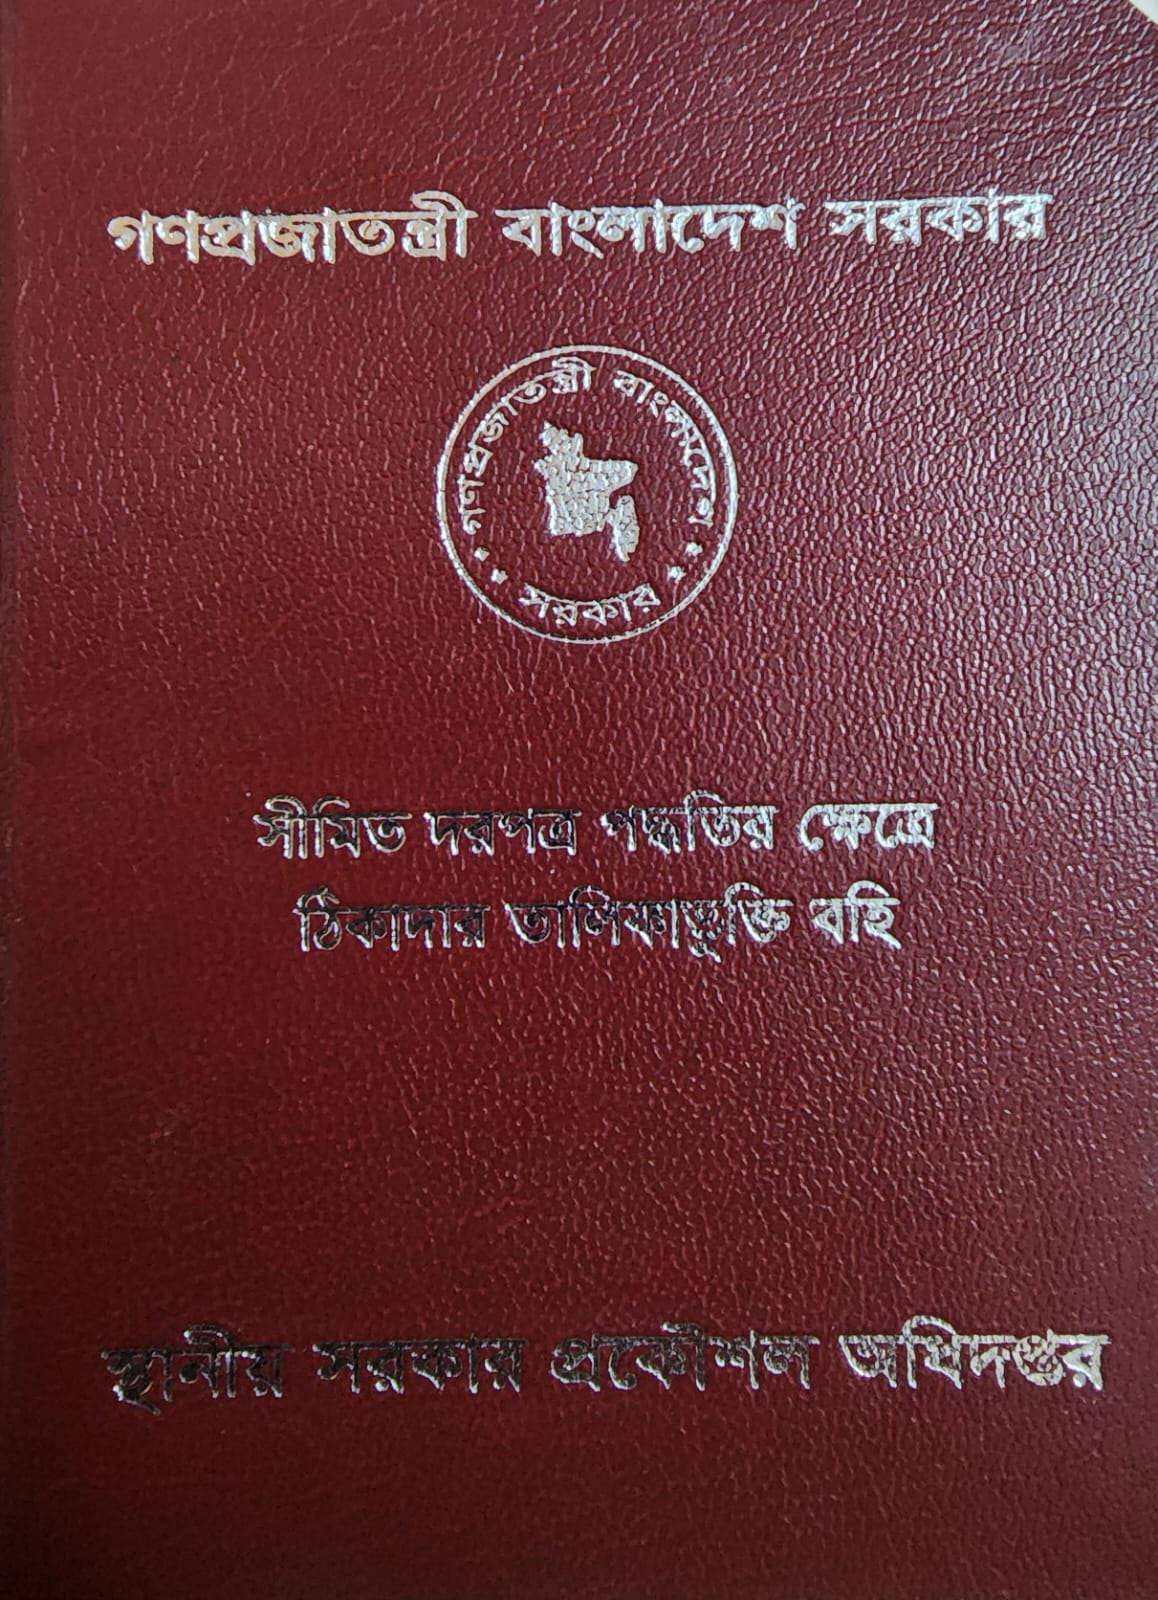 গণপ্রজাতন্ত্রী বাংলাদেশ সরকার
গণপ্রজাতন্ত্রী বাংলাদেশ
সরকার
সীমিত দরপত্র পদ্ধতির ক্ষেত্রে
ঠিকাদার তালিকাভুক্তি বহি
স্থানীয় সরকার প্রকৌশল অধিদপ্তর